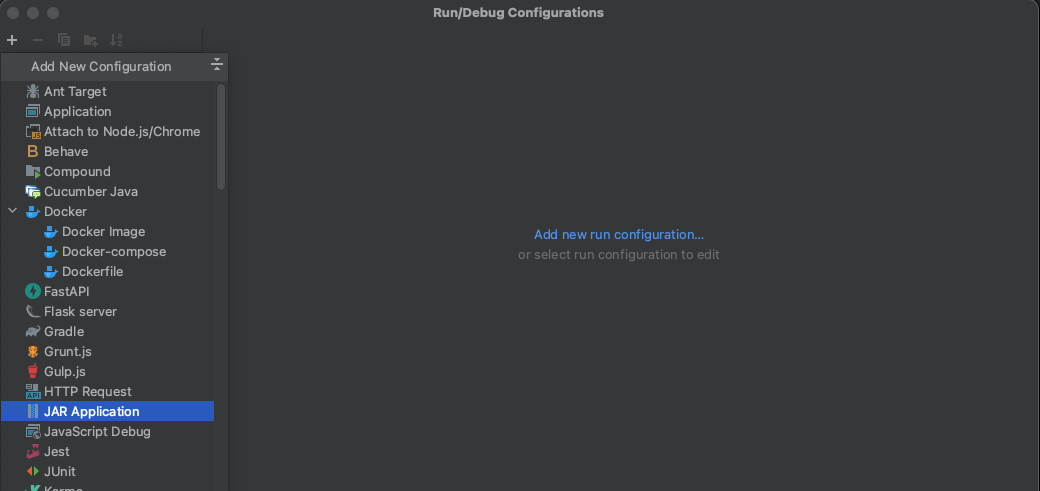 Run/Debug Configurations
Add New Configuration
Ant Target
Application
Attach to Node.js/Chrome
Behave
Compound
Cucumber Java
Docker
Docker Image
Docker-compose
Dockerfile
FastAPI
Flask server
Gradle
Grunt.js
Gulp.js
HTTP Request
JAR Application
JavaScript Debug
Jest
JUnit
Karma
Add new run configuration...
or select run configuration to edit